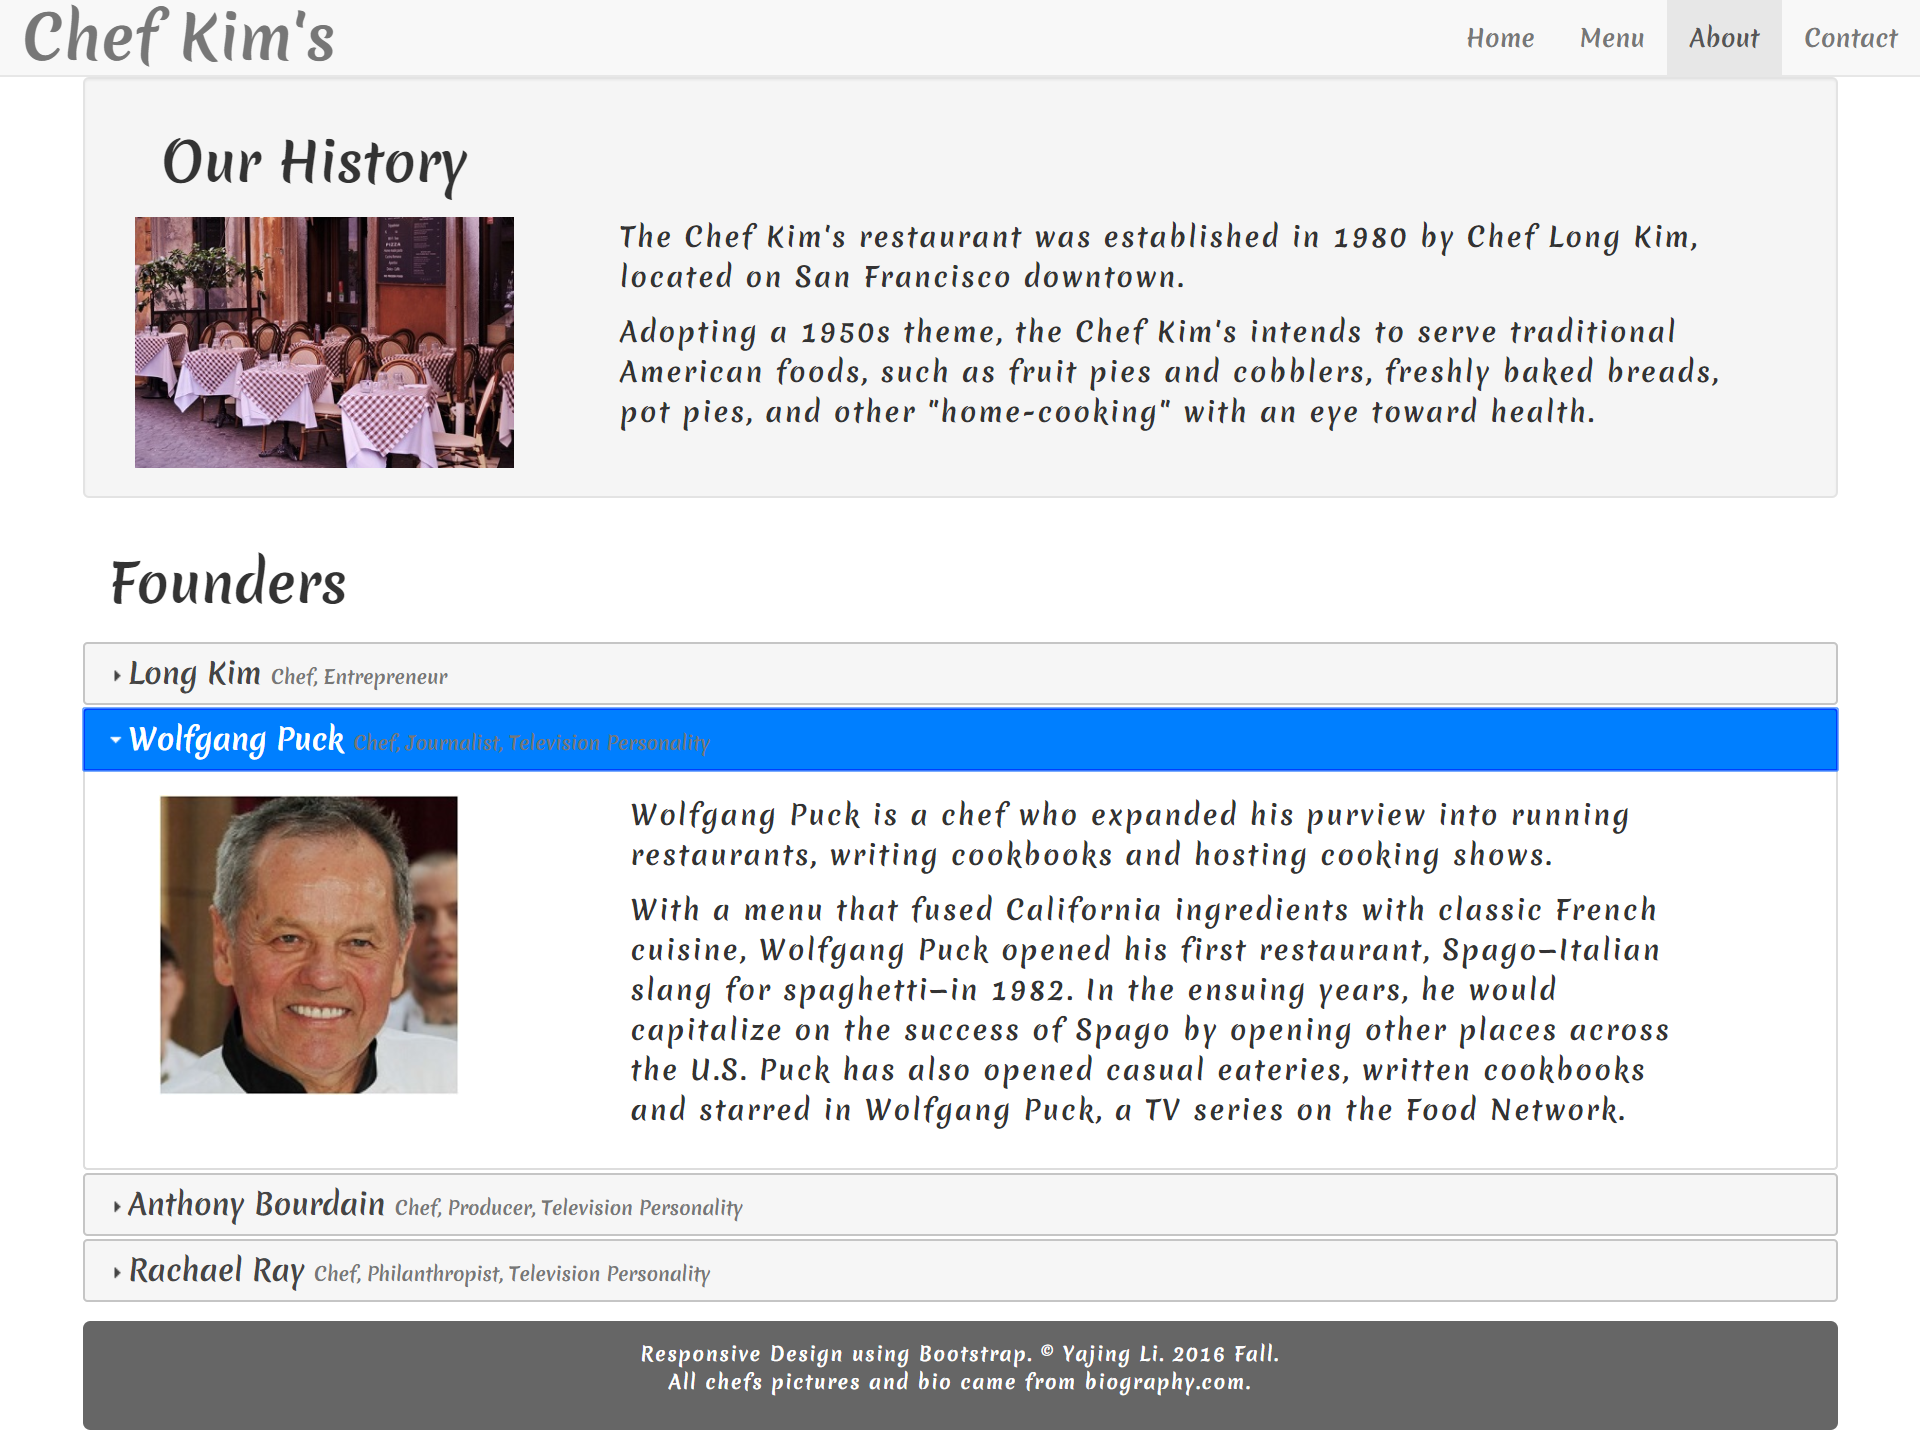 Chef Kim's
Home Menu About Contact
Our History
PIZZA
The Chef Kim's restaurant was established in 1980 by Chef Long Kim,
located on San Francisco downtown.
Adopting a 1950s theme, the Chef Kim's intends to serve traditional
American foods, such as fruit pies and cobblers, freshly baked breads,
pot pies, and other "home-cooking" with an eye toward health.
Founders
Long Kim Chef, Entrepreneur
Wolfgang Puck Chef, Journalist, Television Personality
Wolfgang Puck is a chef who expanded his purview into running
restaurants, writing cookbooks and hosting cooking shows.
With a menu that fused California ingredients with classic French
cuisine, Wolfgang Puck opened his first restaurant, Spago—Italian
slang for spaghetti—in 1982. In the ensuing years, he would
capitalize on the success of Spago by opening other places across
the U.S. Puck has also opened casual eateries, written cookbooks
and starred in Wolfgang Puck, a TV series on the Food Network.
Anthony Bourdain Chef, Producer, Television Personality
Rachael Ray Chef, Philanthropist, Television Personality
Responsive Design using Bootstrap. © Yajing Li. 2016 Fall.
All chefs pictures and bio came from biography.com.